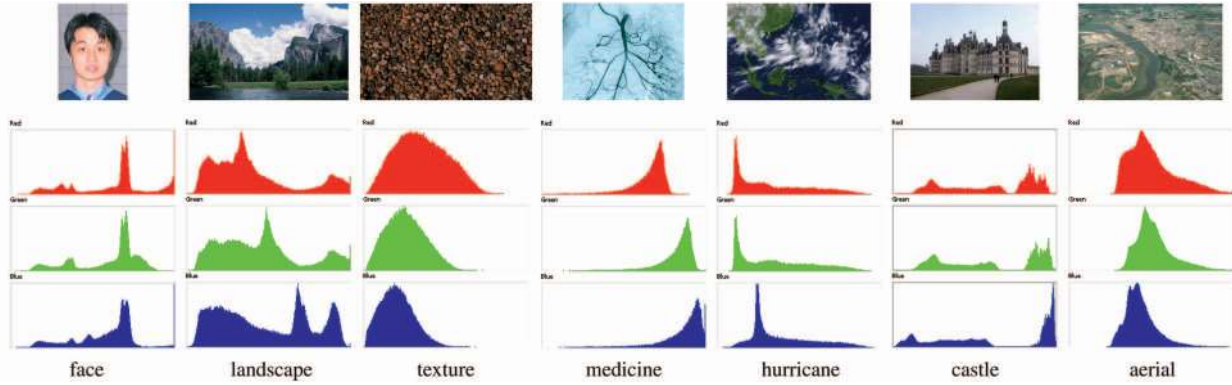 Red Red Red Red Red Red Red
Green Green Green Green Green Green Green
Blue Blue Blue Blue Blue Blue Blue
face landscape texture medicine hurricane castle aerial